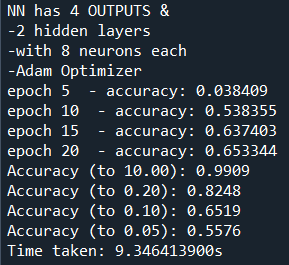 NN has 4 OUTPUTS &
-2 hidden layers
-with 8 neurons each
-Adam Optimizer
epoch 5  - accuracy: 0.038409
epoch 10  - accuracy: 0.538355
epoch 15  - accuracy: 0.637403
epoch 20  - accuracy: 0.653344
Accuracy (to 10.00): 0.9909
Accuracy (to 0.20): 0.8248
Accuracy (to 0.10): 0.6519
Accuracy (to 0.05): 0.5576
Time taken: 9.346413900s